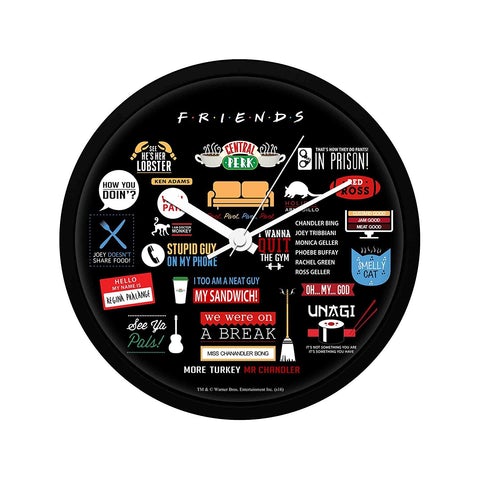 F·R·I·E·N·D·S
SEE
HE'S HER
LOBSTER
CENTRAL
PERK
THAT'S HOW THEY DO PANTS!
IN PRISON!
HOW YOU
DOIN'?
KEN ADAMS
RED
ROSS
Pivot, Pivot,
JOEY DOESN'T
SHARE FOOD!
MONKEY
STUPID GUY
ON MY PHONE
WANNA
QUIT
THE GYM
CHANDLER BING
JOEY TRIBBIANI
MONICA GELLER
PHOEBE BUFFAY
RACHEL GREEN
ROSS GELLER
JAM GOOD
MEAT GOOD
SMELLY
CAT
HELLO
MY NAME IS
REGINA PHALANGE
I TOO AM A NEAT GUY
MY SANDWICH!
OH... MY... GOD
See Ya
Pals!
we were on
A BREAK
MISS CHANANDLER BONG
UNAGI
IT'S NOT SOMETHING YOU ARE
IT'S SOMETHING YOU HAVE
MORE TURKEY MR CHANDLER
TM & © Warner Bros. Entertainment Inc. (s16)